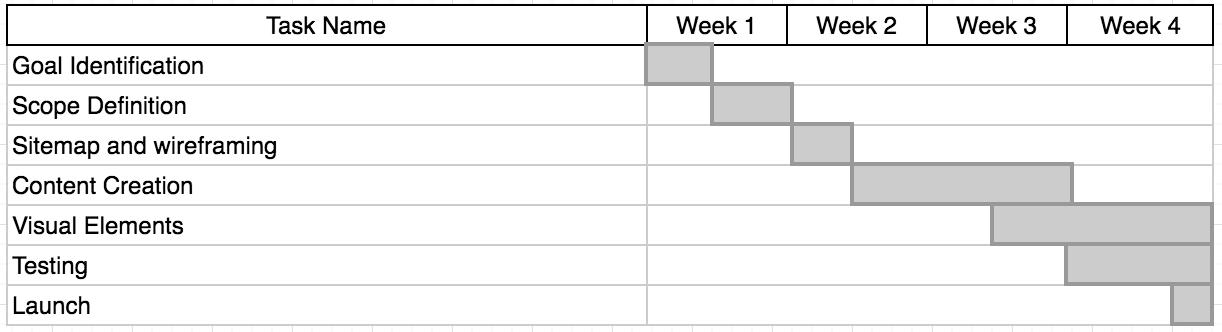 Task Name Week 1 Week 2 Week 3 Week 4
Goal Identification
Scope Definition
Sitemap and wireframing
Content Creation
Visual Elements
Testing
Launch